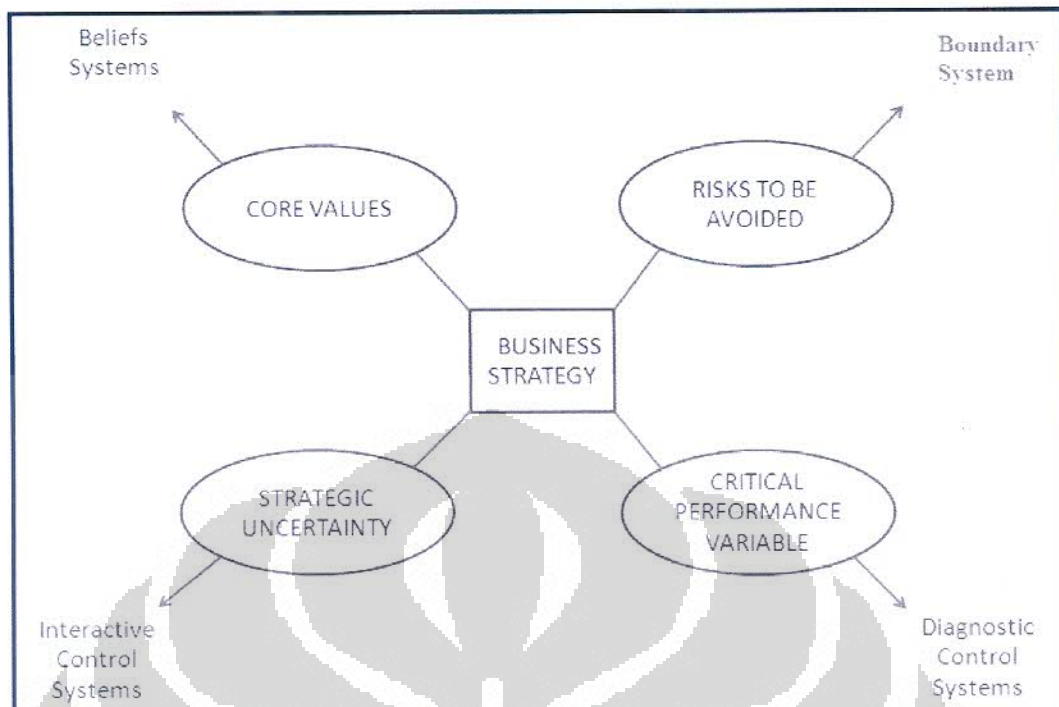 Beliefs
Systems
Boundary
System
CORE VALUES
RISKS TO BE
AVOIDED
BUSINESS
STRATEGY
STRATEGIC
UNCERTAINTY
CRITICAL
PERFORMANCE
VARIABLE
Interactive
Control
Systems
Diagnostic
Control
Systems